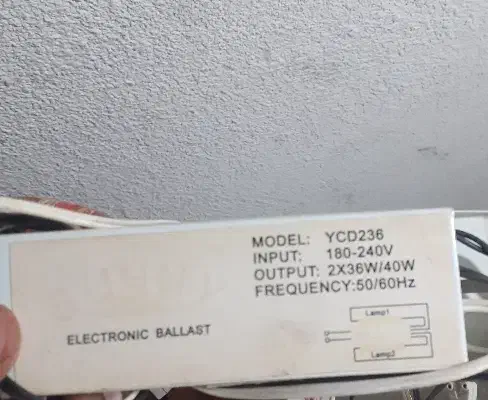 MODEL: YCD236
INPUT: 180-240V
OUTPUT: 2X36W/40W
FREQUENCY:50/60Hz
ELECTRONIC BALLAST
Lamp1
Lamp2